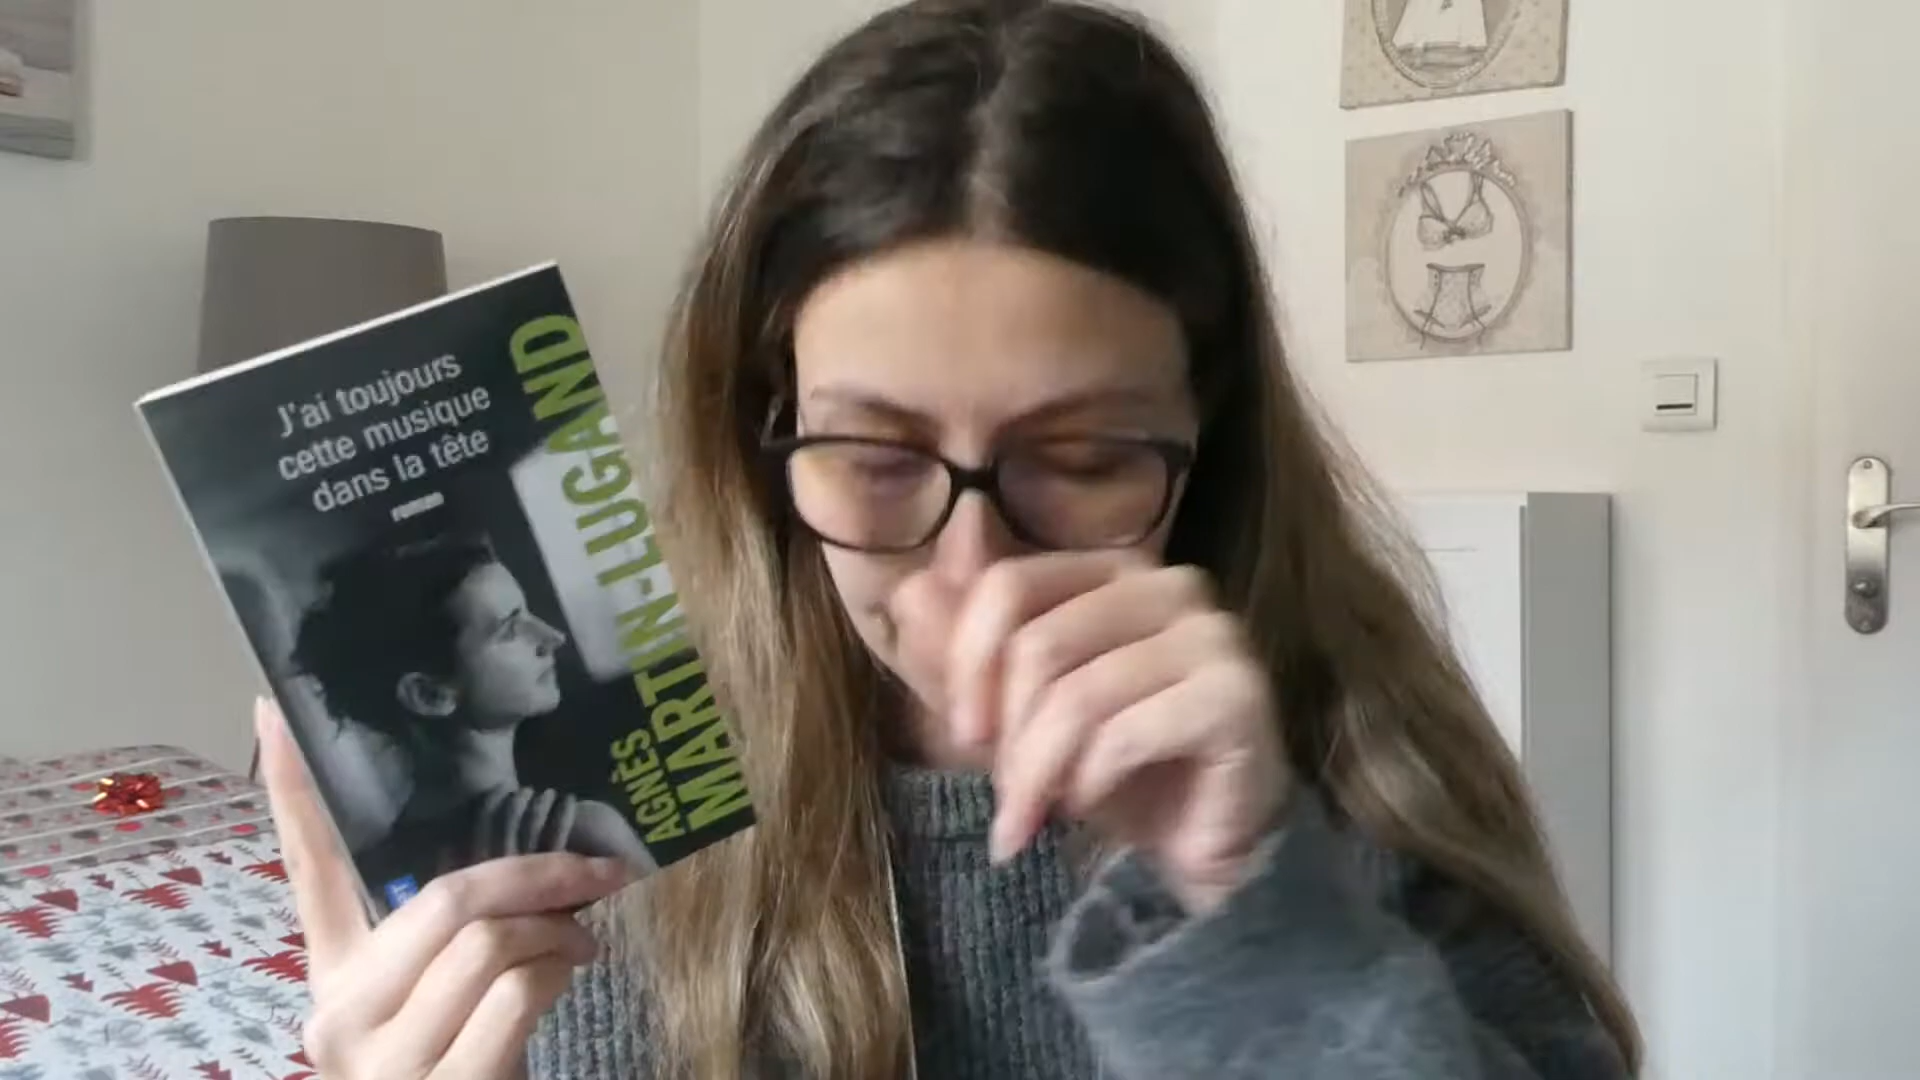 J'ai toujours
cette musique
dans la tête
roman
AGNÈS
MARTIN-LUGAND